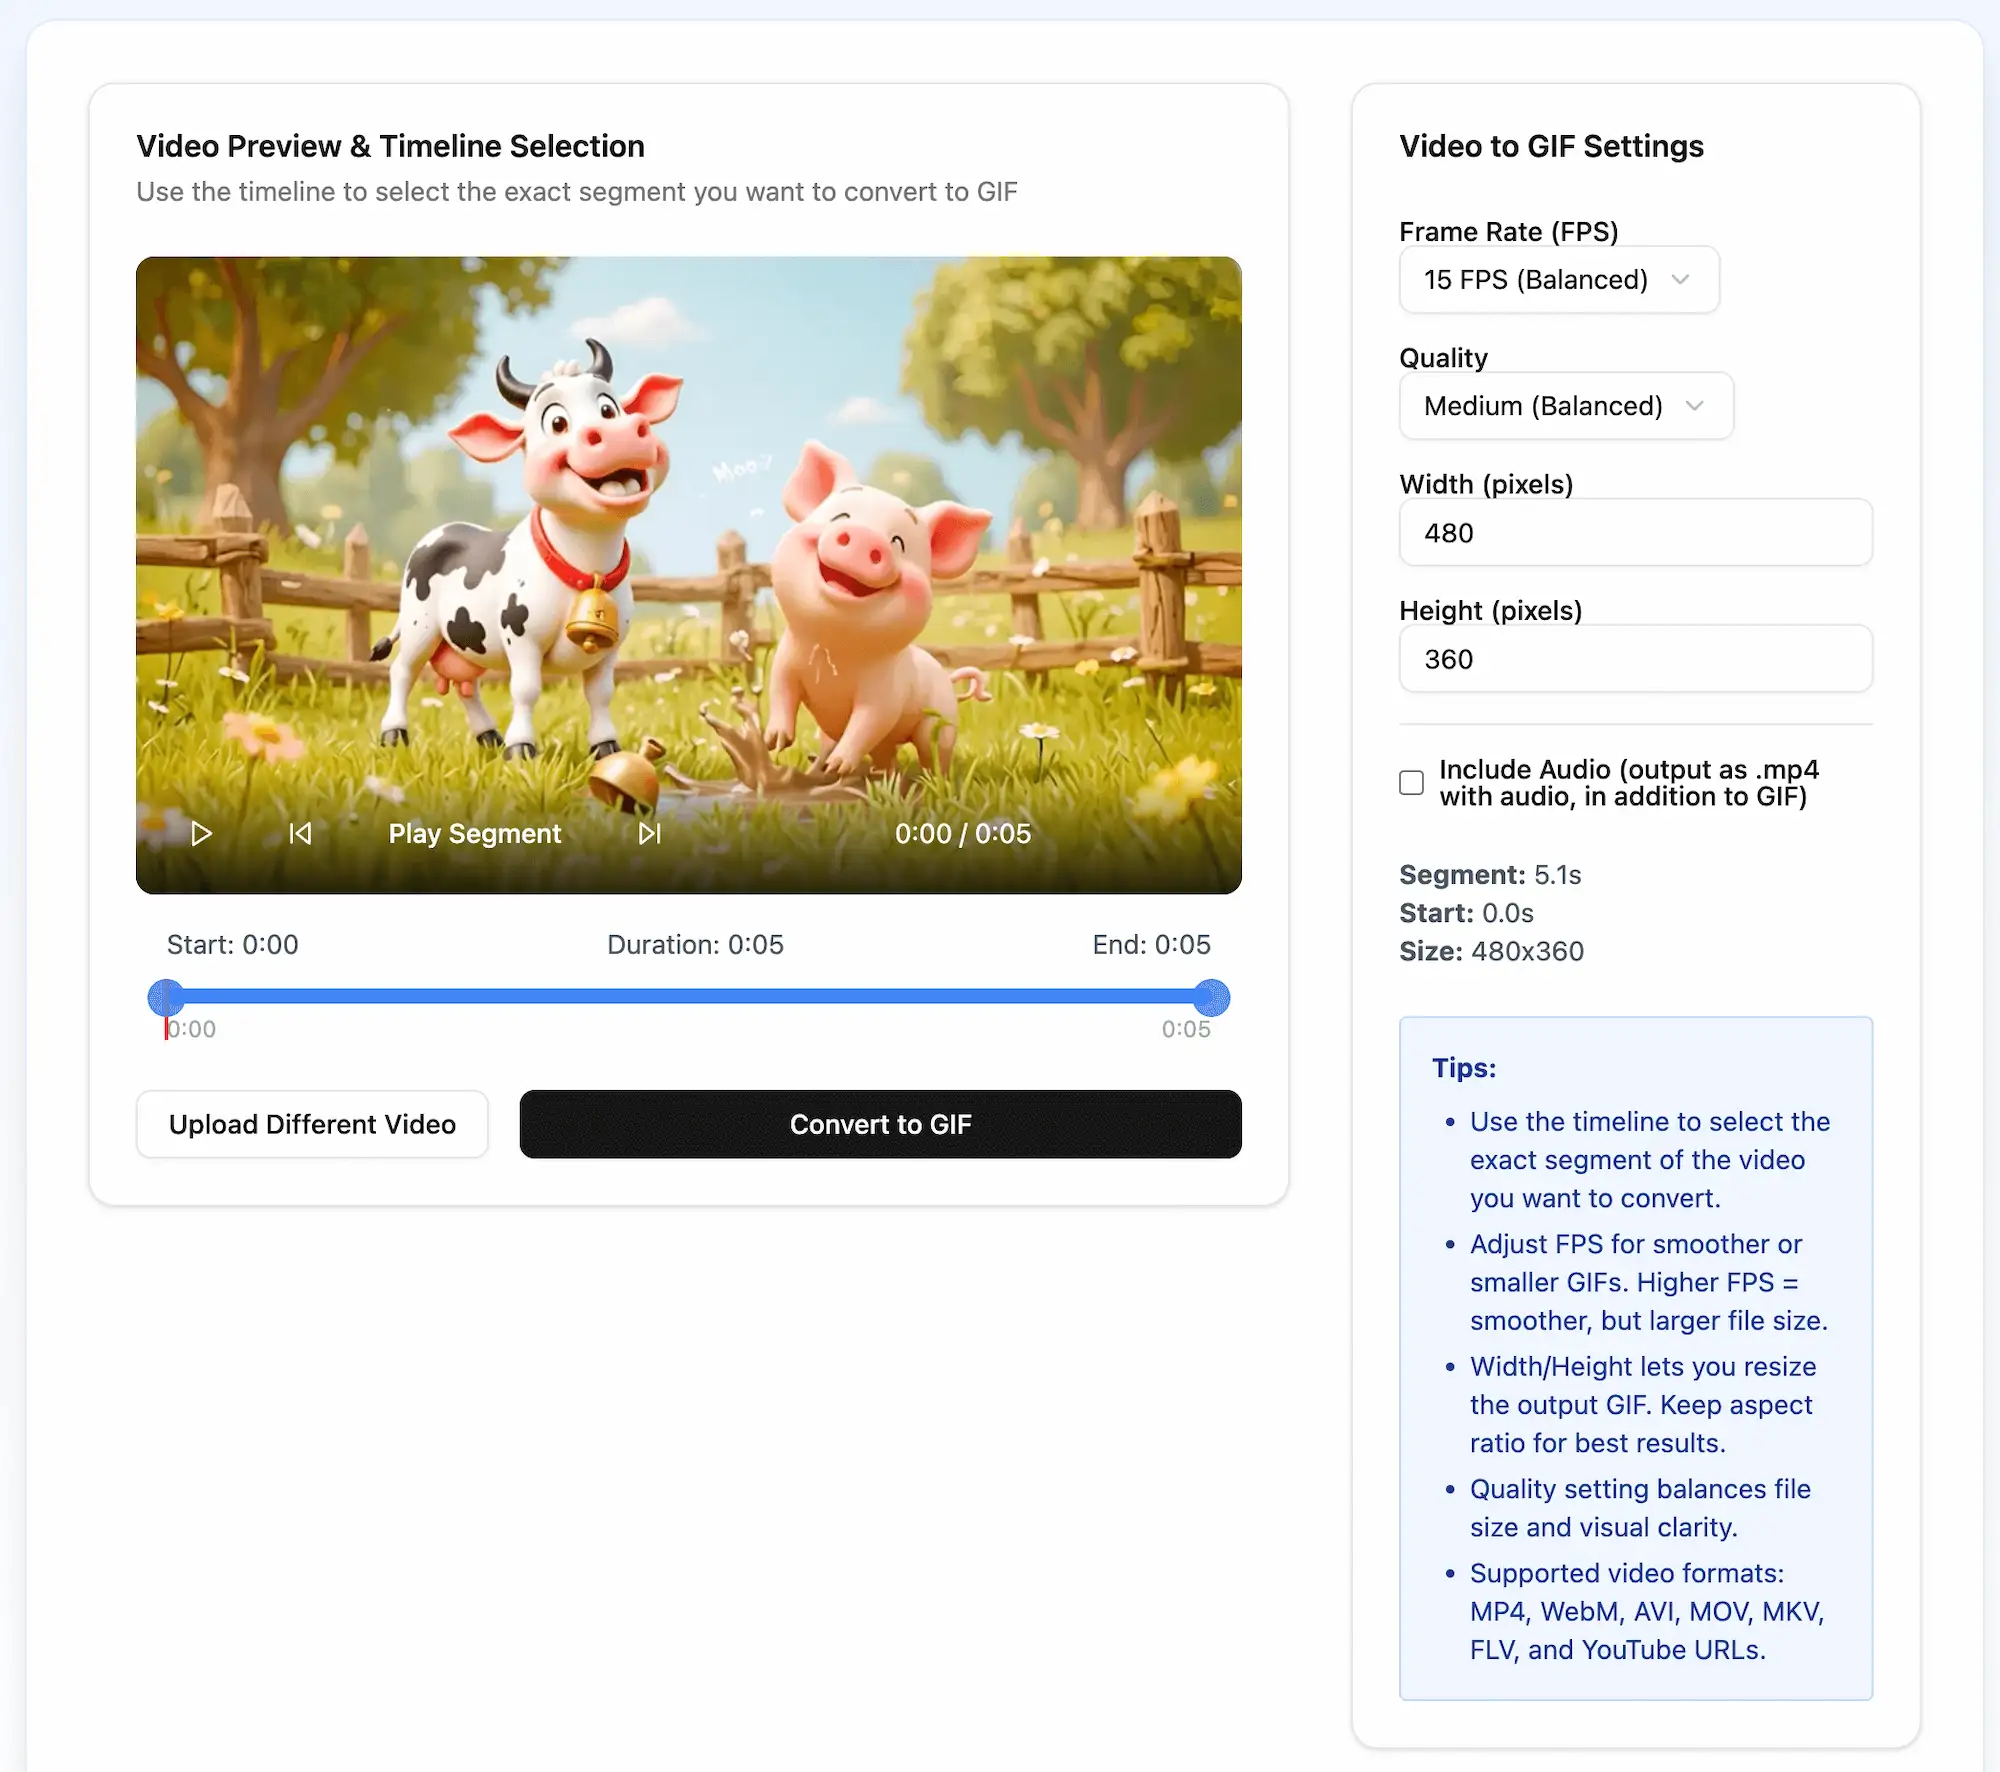 Video Preview & Timeline Selection
Use the timeline to select the exact segment you want to convert to GIF
Moo?
Play Segment
0:00 / 0:05
Start: 0:00
Duration: 0:05
End: 0:05
0:00
0:05
Upload Different Video
Convert to GIF
Video to GIF Settings
Frame Rate (FPS)
15 FPS (Balanced)
Quality
Medium (Balanced)
Width (pixels)
480
Height (pixels)
360
Include Audio (output as .mp4
with audio, in addition to GIF)
Segment: 5.1s
Start: 0.0s
Size: 480x360
Tips:
• Use the timeline to select the
exact segment of the video
you want to convert.
• Adjust FPS for smoother or
smaller GIFs. Higher FPS =
smoother, but larger file size.
• Width/Height lets you resize
the output GIF. Keep aspect
ratio for best results.
• Quality setting balances file
size and visual clarity.
• Supported video formats:
MP4, WebM, AVI, MOV, MKV,
FLV, and YouTube URLs.